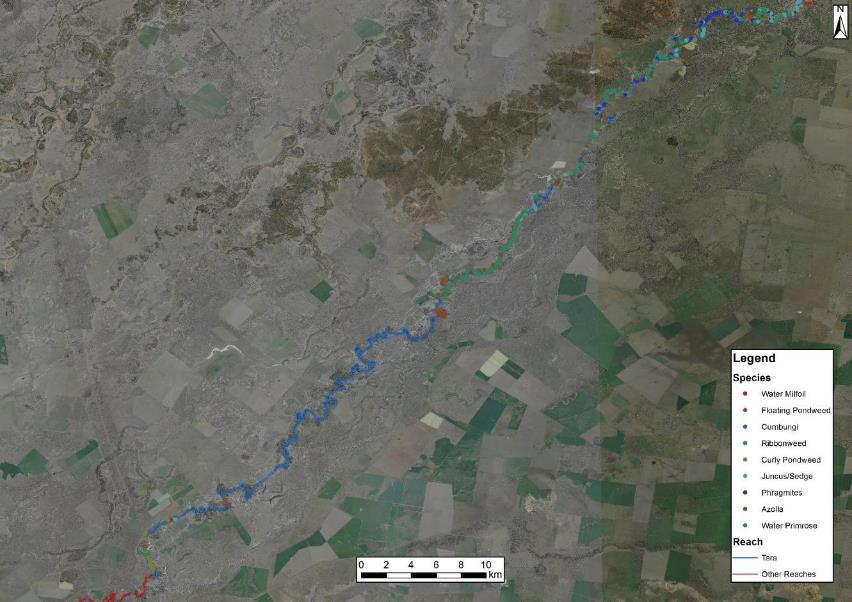 N
Legend
Species
Water Milfoil
Floating Pondweed
Cumbungi
Ribbonweed
Curly Pondweed
Juncus/Sedge
Phragmites
Azolla
Water Primrose
Reach
Tara
Other Reaches
0 2 4 6 8 10
km